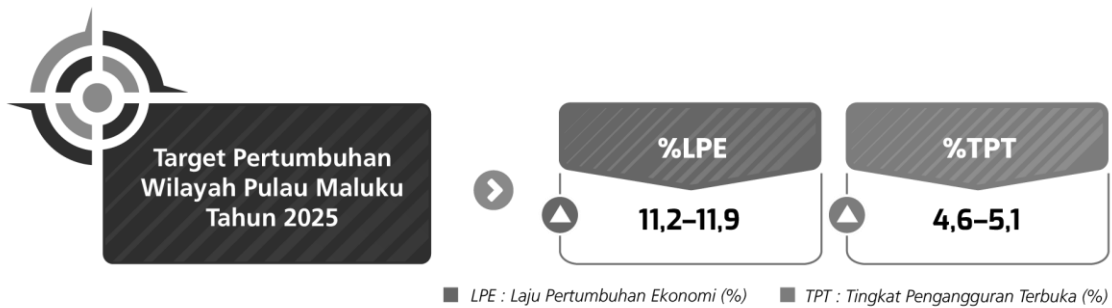 Target Pertumbuhan
Wilayah Pulau Maluku
Tahun 2025
%LPE
11,2–11,9
%TPT
4,6–5,1
LPE : Laju Pertumbuhan Ekonomi (%)
TPT : Tingkat Pengangguran Terbuka (%)